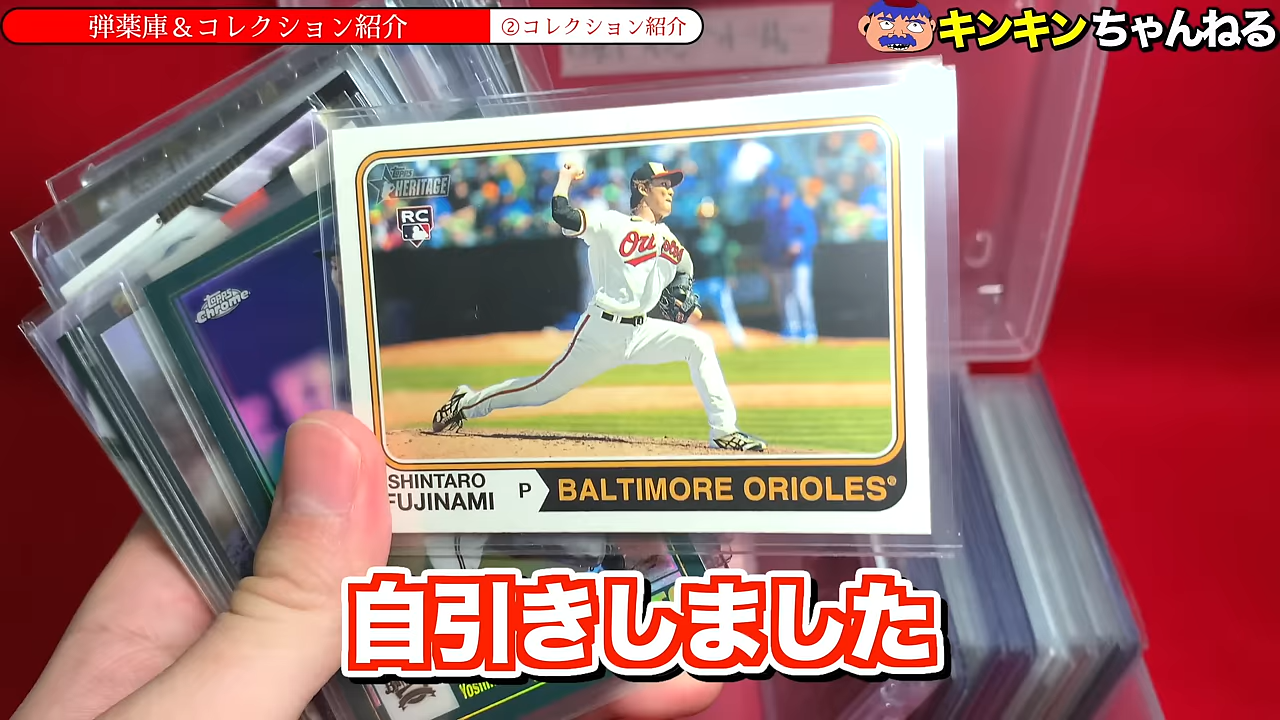 弾薬庫&コレクション紹介
②コレクション紹介
キンキンちゃんねる
TOPPS HERITAGE
RC
TOPPS chrome
SHINTARO
FUJINAMI
P
BALTIMORE ORIOLES®
Orioles
自引きしました